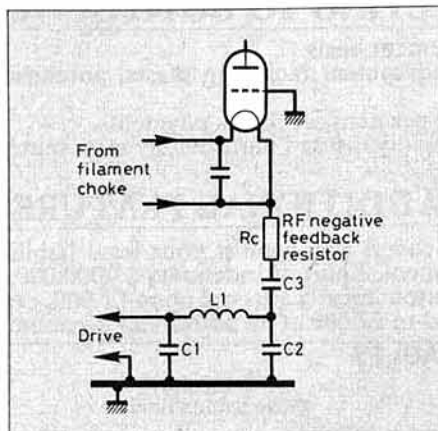 From
filament
choke
Rc
RF negative
feedback
resistor
C3
L1
Drive
C1
C2